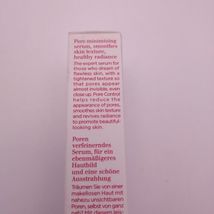 Pore minimizing
serum, smoothes
skin texture,
healthy radiance
The expert serum for
those who dream of
flawless skin, with a
tightened texture
so that pores appear
almost invisible, even
close up. Pore Control
helps reduce the
appearance of pores,
smoothes skin texture
and revives radiance
to promote beautiful-
looking skin.
Poren
verfeinerndes
Serum, für ein
ebenmäßigeres
Hautbild
und eine schöne
Ausstrahlung
Träumen Sie von einer
makellosen Haut mit
nahezu unsichtbaren
Poren, selbst von ganz